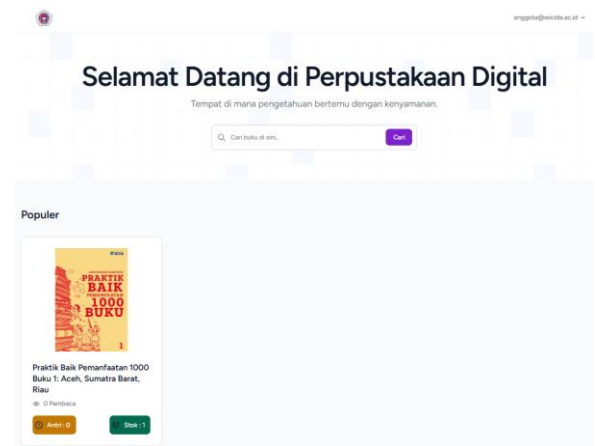 anggota@wicida.ac.id
Selamat Datang di Perpustakaan Digital
Tempat di mana pengetahuan bertemu dengan kenyamanan.
Cari buku di sini..
Cari
Populer
PRAKTIK
BAIK
PEMANFAATAN
1000
BUKU
1
Praktik Baik Pemanfaatan 1000
Buku 1: Aceh, Sumatra Barat,
Riau
0 Pembaca
Antri : 0
Stok : 1